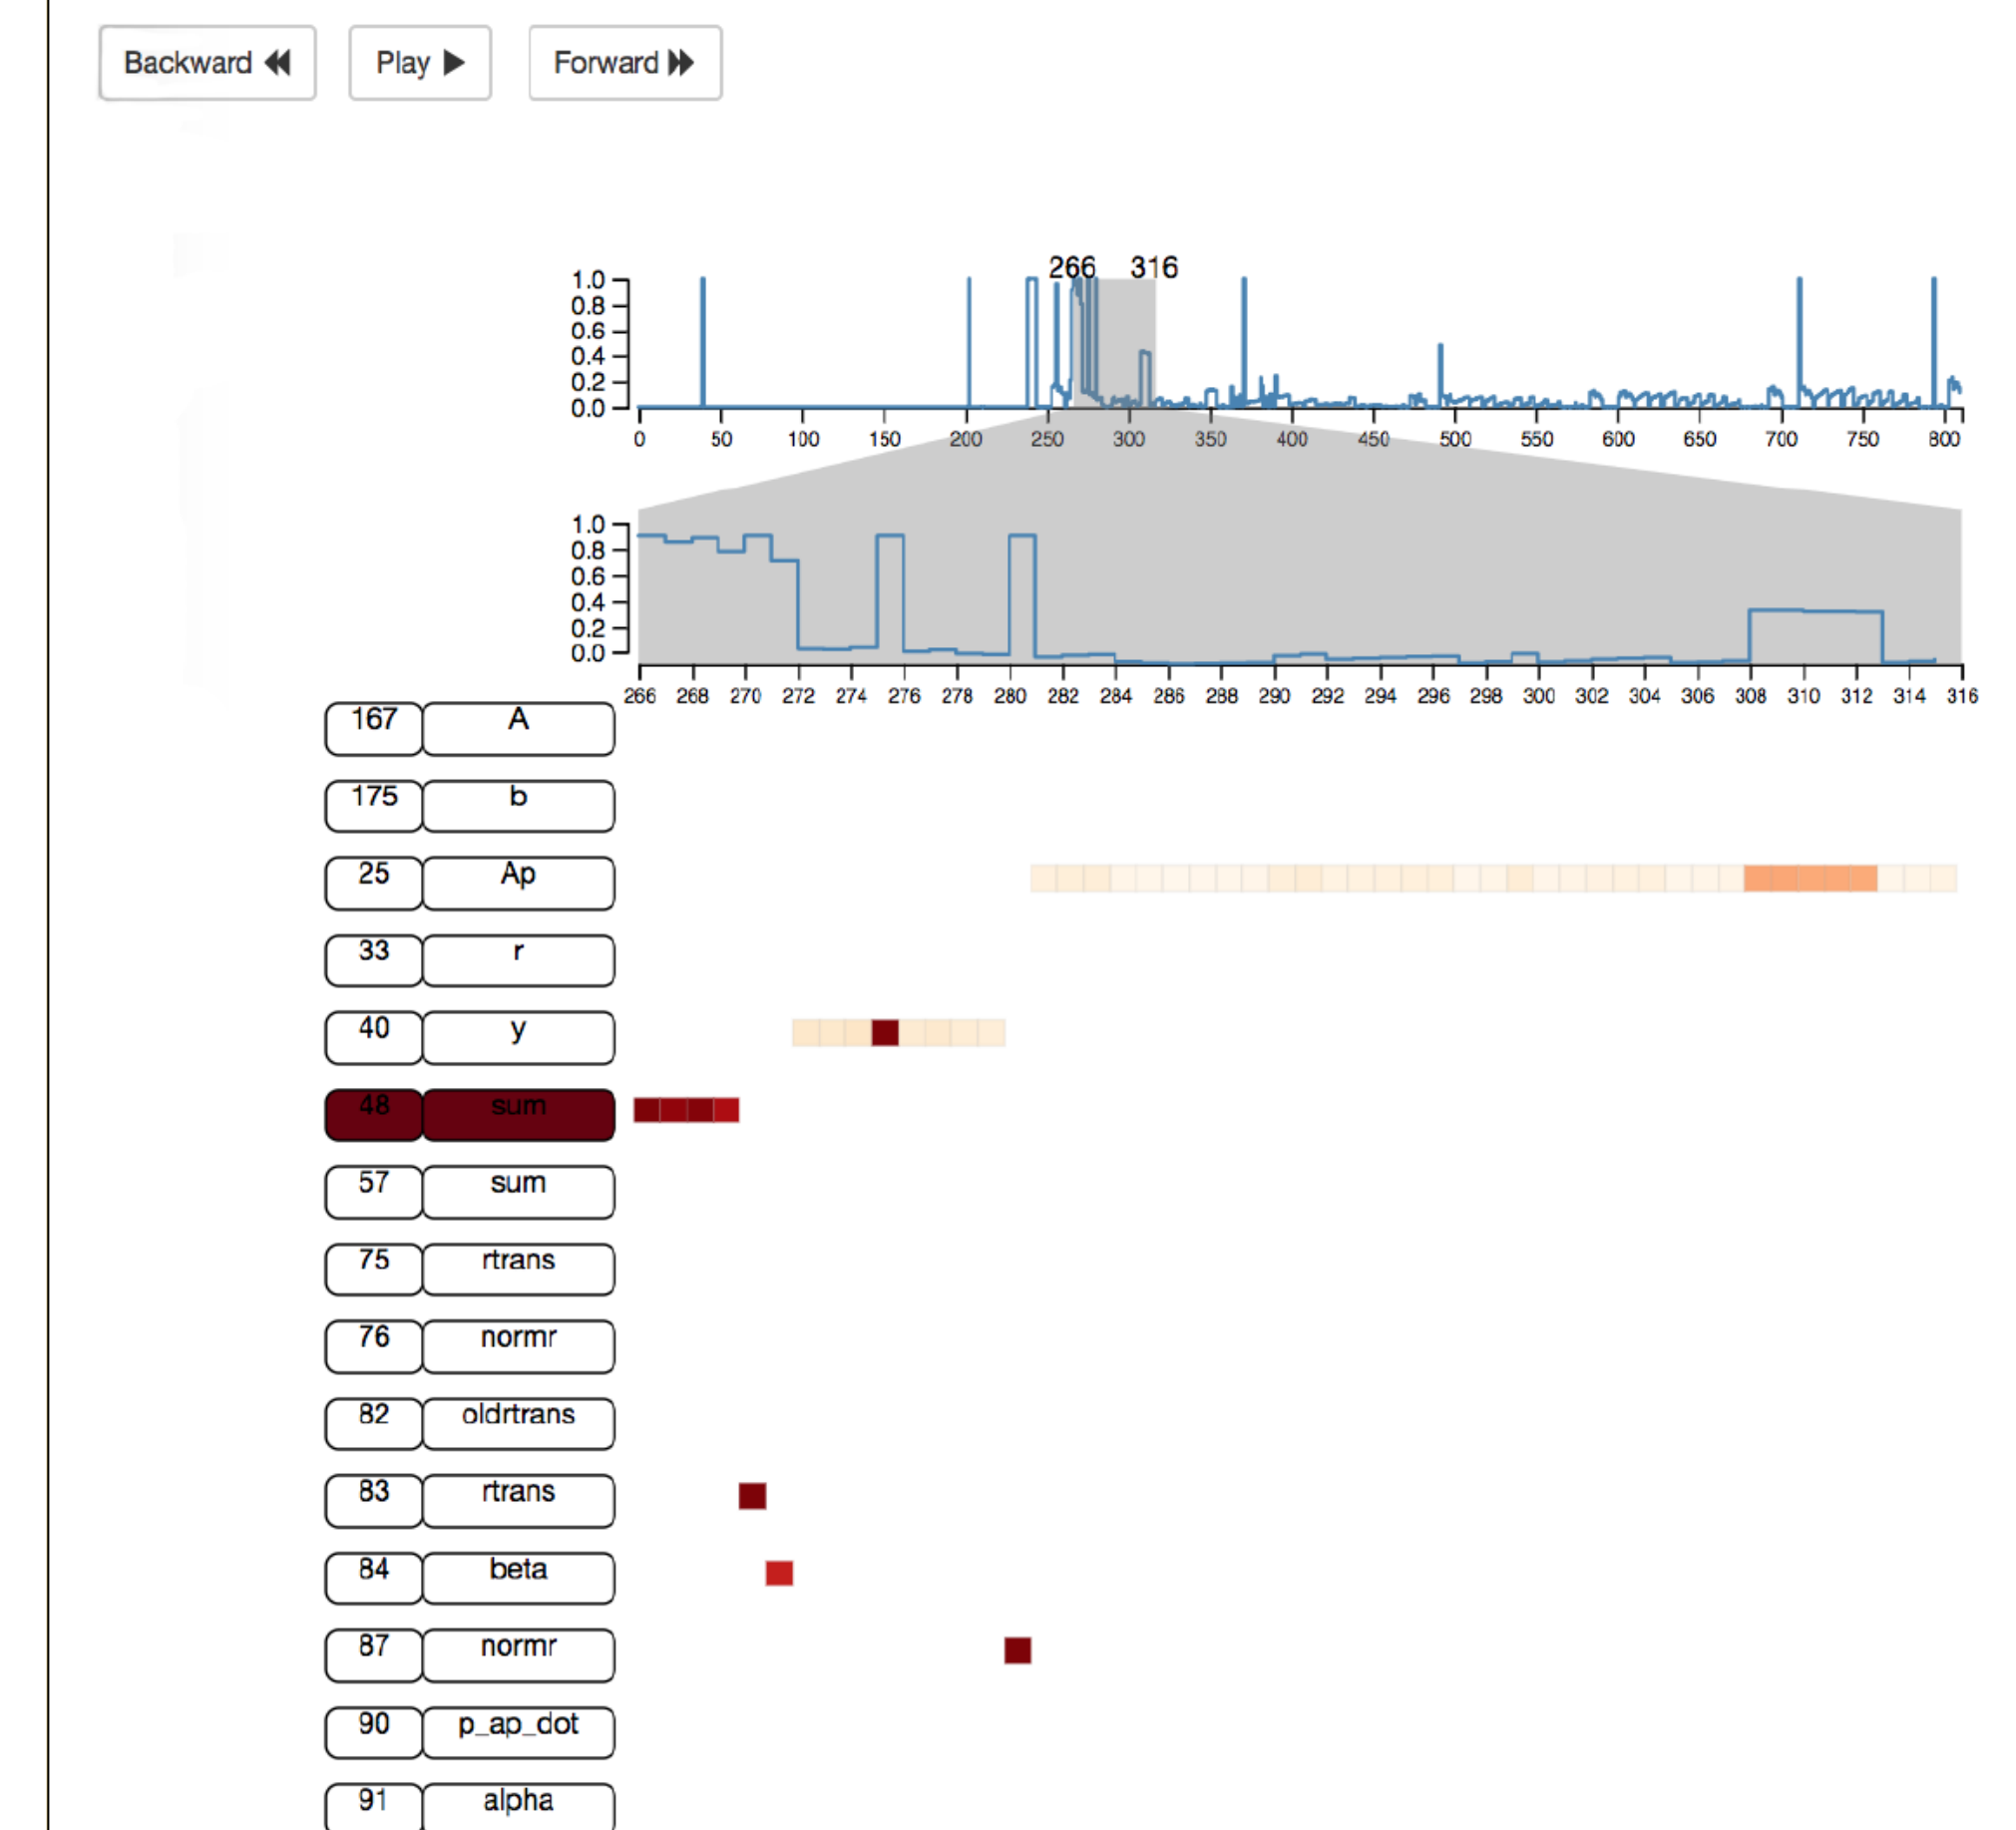 Backward Play Forward
266 316
1.0
0.8
0.6
0.4
0.2
0.0
0 50 100 150 200 250 300 350 400 450 500 550 600 650 700 750 800
1.0
0.8
0.6
0.4
0.2
0.0
266 268 270 272 274 276 278 280 282 284 286 288 290 292 294 296 298 300 302 304 306 308 310 312 314 316
167 A
175 b
25 Ap
33 r
40 y
48 sum
57 sum
75 rtrans
76 normr
82 oldrtrans
83 rtrans
84 beta
87 normr
90 p_ap_dot
91 alpha